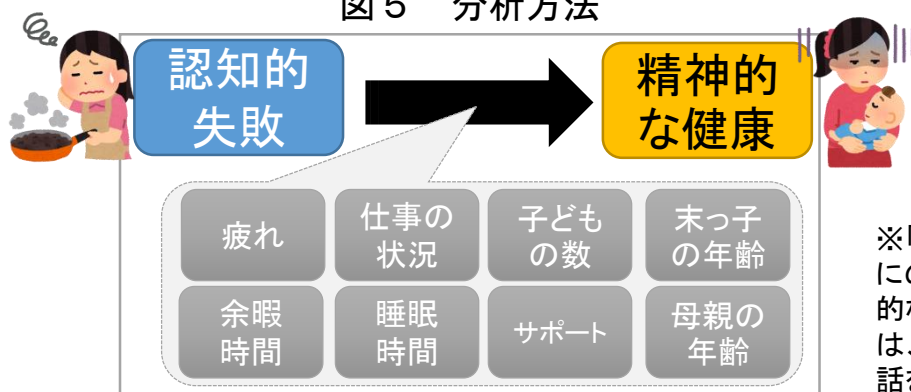 図５　分析方法
認知的
失敗
精神的
な健康
疲れ
仕事の
状況
子ども
の数
末っ子
の年齢
余暇
時間
睡眠
時間
サポート
母親の
年齢
※
に
的な
は、
話を